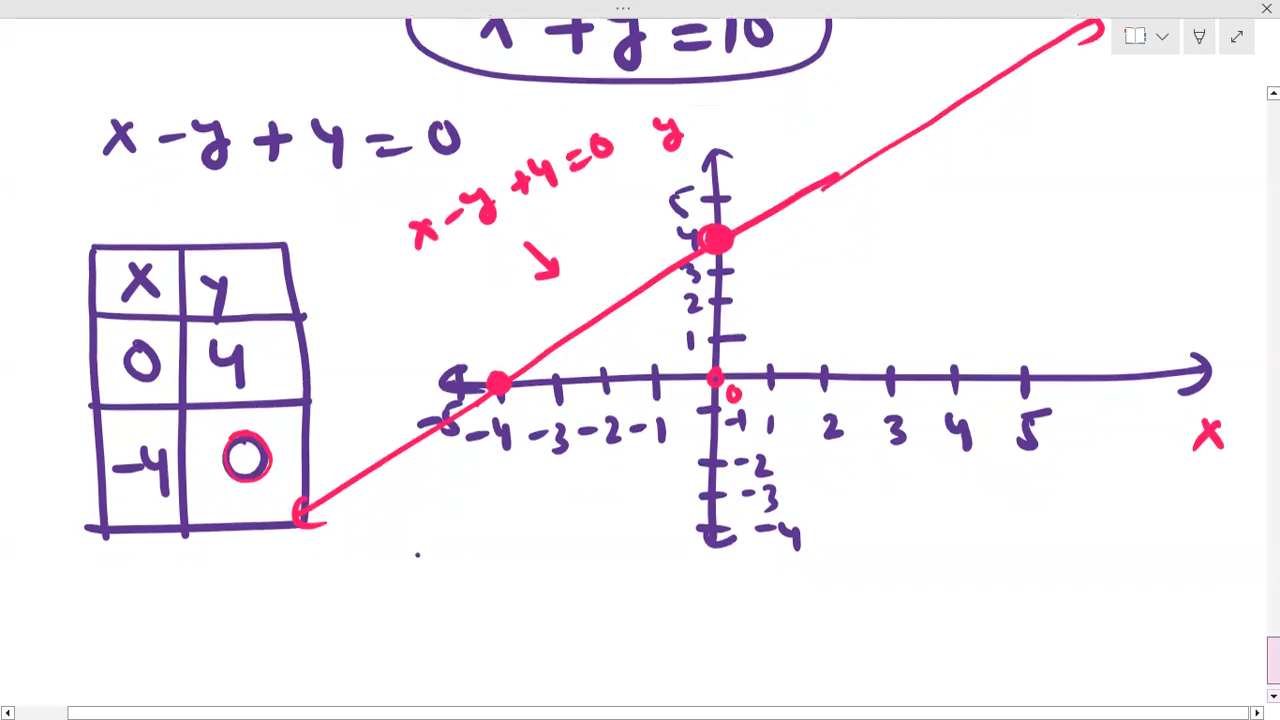 x + y = 10
x - y + 4 = 0
x - y + 4 = 0
y
x y
0 4
-4 0
5
4
3
2
1
0
-5 -4 -3 -2 -1 -1 1 2 3 4 5
x
-2
-3
-4